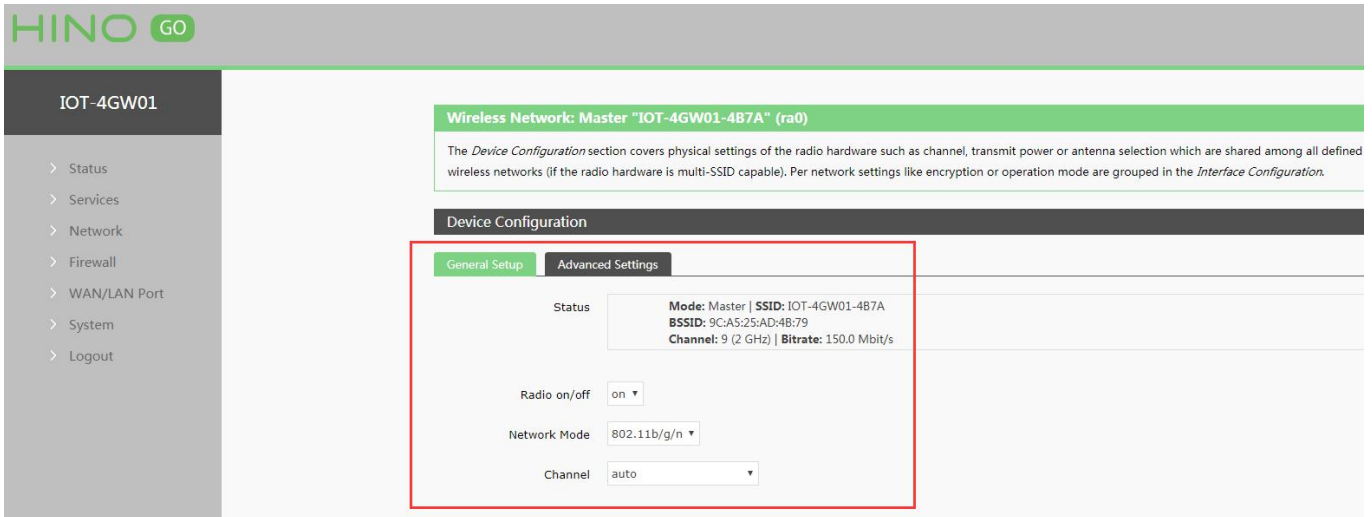 HINO GO
IOT-4GW01
> Status
> Services
> Network
> Firewall
> WAN/LAN Port
> System
> Logout
Wireless Network: Master "IOT-4GW01-4B7A" (ra0)
The Device Configuration section covers physical settings of the radio hardware such as channel, transmit power or antenna selection which are shared among all defined
wireless networks (if the radio hardware is multi-SSID capable). Per network settings like encryption or operation mode are grouped in the Interface Configuration.
Device Configuration
General Setup Advanced Settings
Status Mode: Master | SSID: IOT-4GW01-4B7A
BSSID: 9C:A5:25:AD:4B:79
Channel: 9 (2 GHz) | Bitrate: 150.0 Mbit/s
Radio on/off on
Network Mode 802.11b/g/n
Channel auto